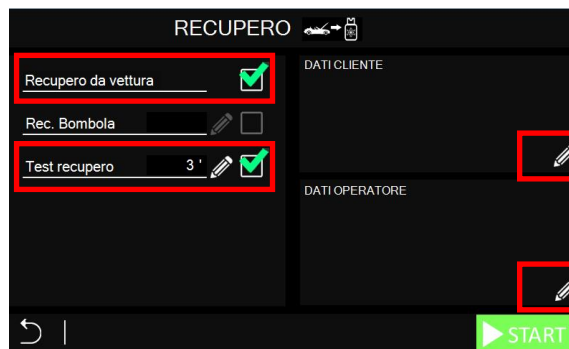 RECUPERO
Recupero da vettura
Rec. Bombola
Test recupero 3 '
DATI CLIENTE
DATI OPERATORE
START